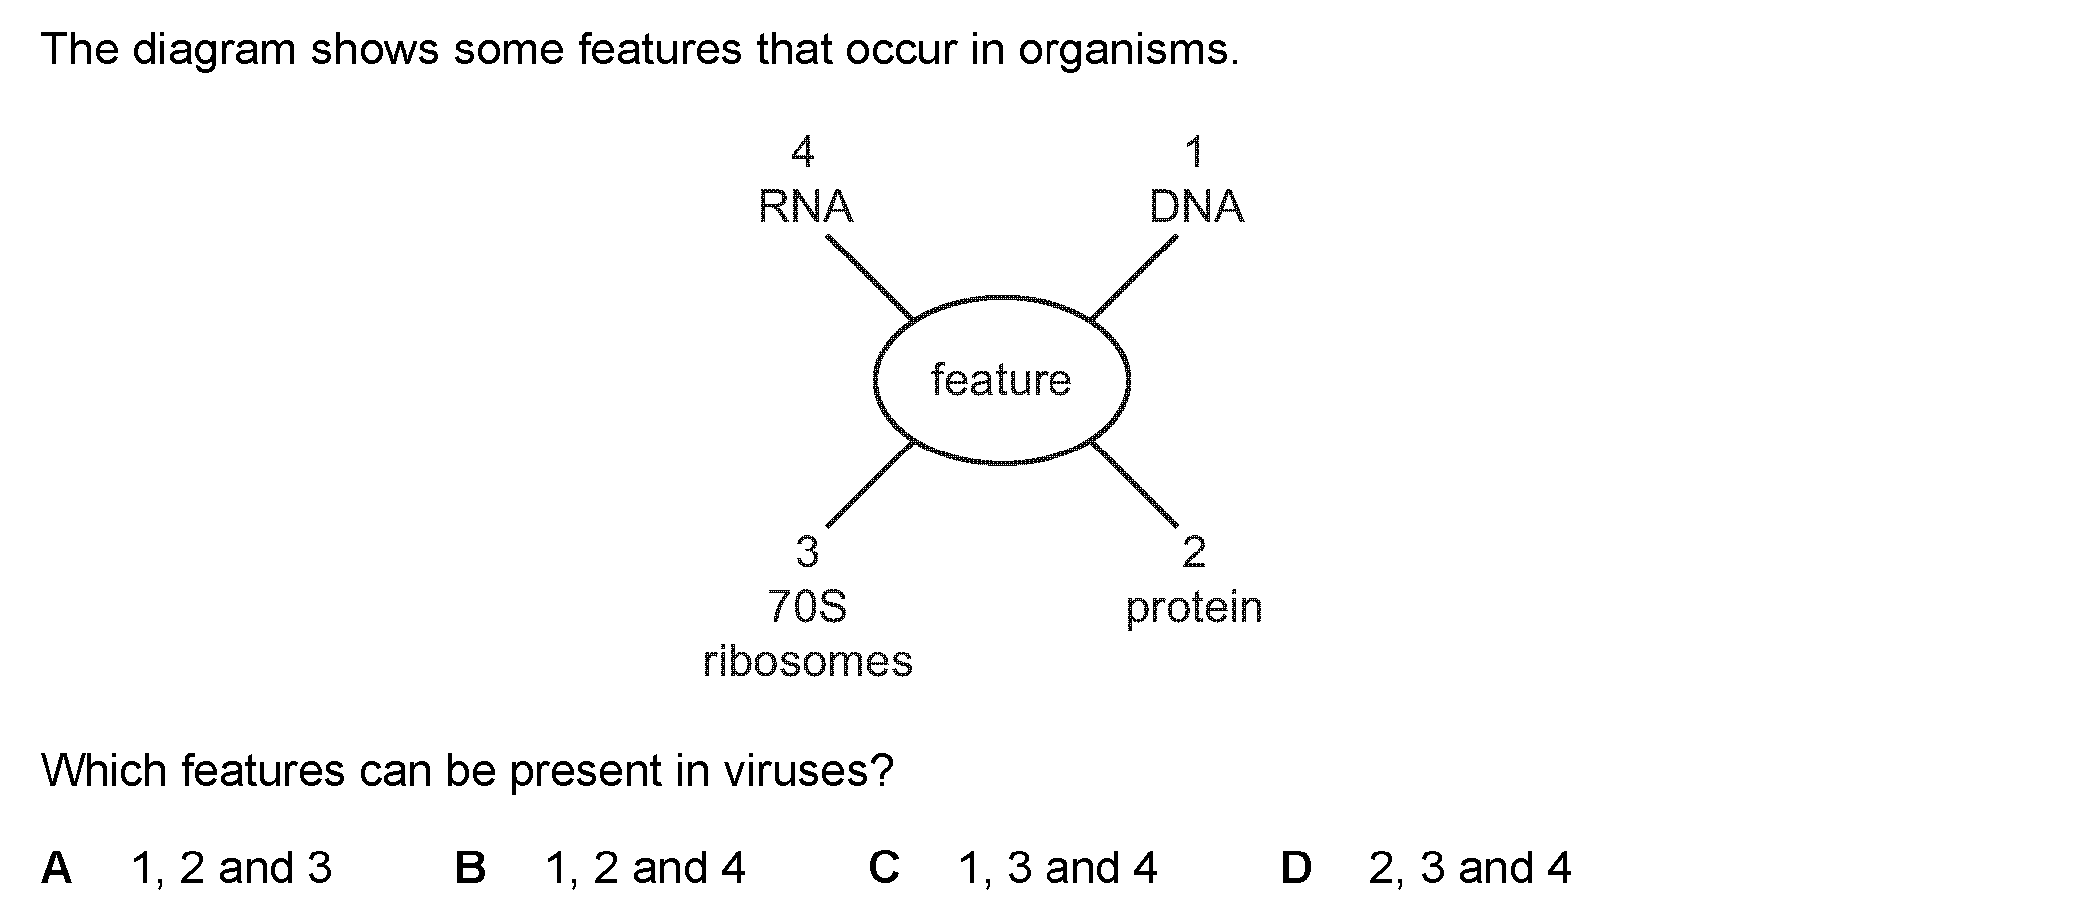 The diagram shows some features that occur in organisms.
4
RNA
1
DNA
feature
3
70S
ribosomes
2
protein
Which features can be present in viruses?
A 1, 2 and 3 B 1, 2 and 4 C 1, 3 and 4 D 2, 3 and 4